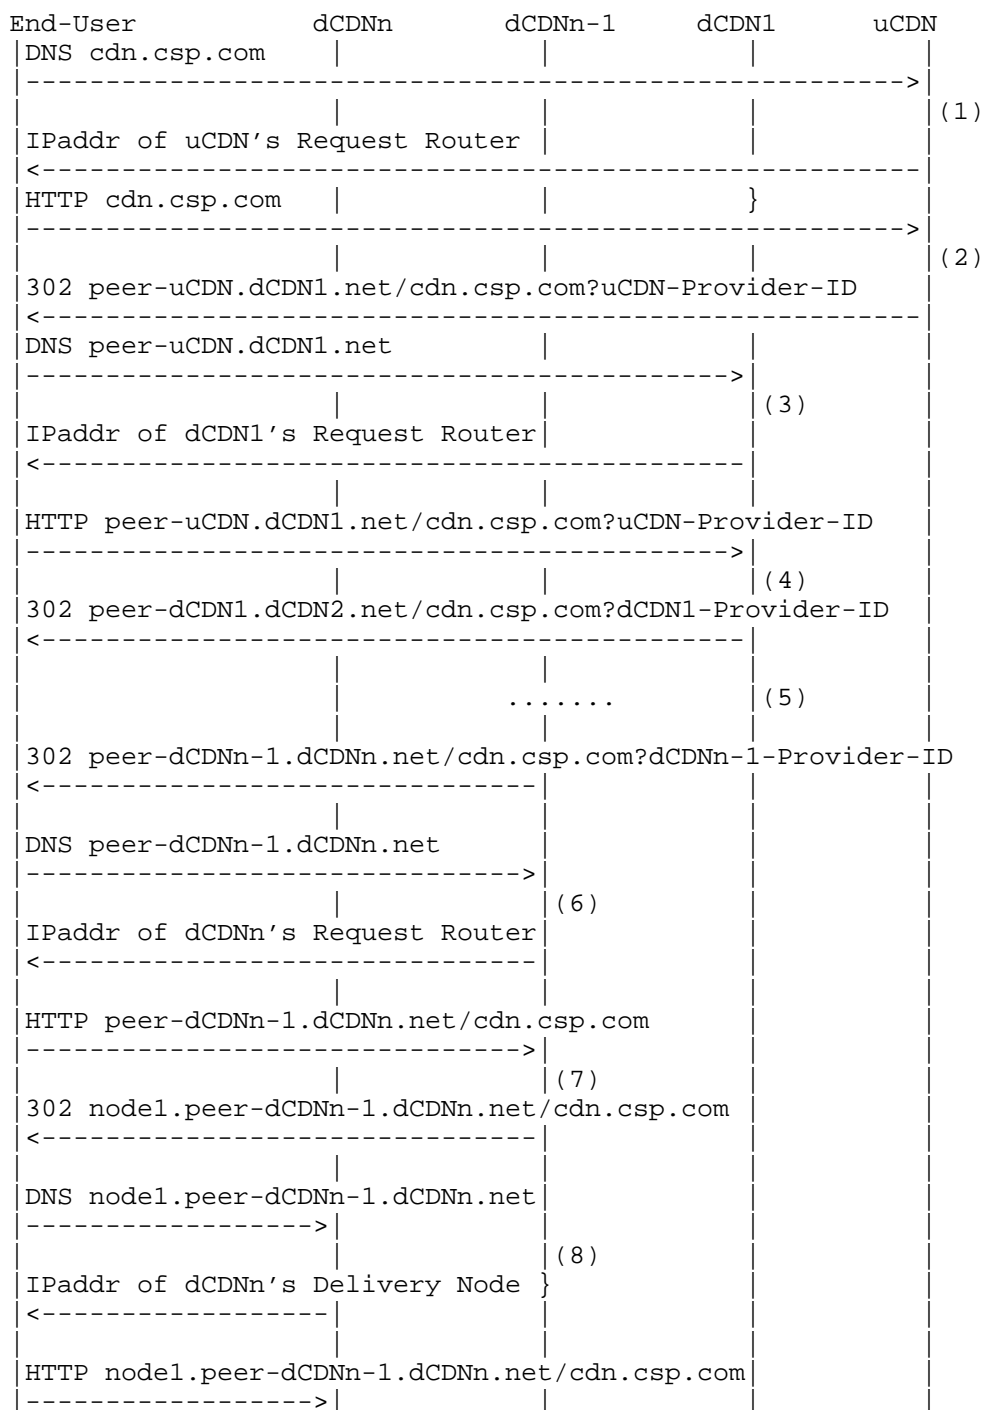 End-User            dCDNn         dCDNn-1     dCDN1         uCDN
|DNS cdn.csp.com    |            |            |          |
|------------------------------------------------------->|
|                   |            |            |          |(1)
|IPaddr of uCDN's Request Router |            |          |
|<-------------------------------------------------------|
|HTTP cdn.csp.com   |            |            }          |
|------------------------------------------------------->|
|                   |            |            |          |(2)
|302 peer-uCDN.dCDN1.net/cdn.csp.com?uCDN-Provider-ID    |
|<-------------------------------------------------------|
|DNS peer-uCDN.dCDN1.net         |            |          |
|-------------------------------------------->|          |
|                   |            |            |(3)       |
|IPaddr of dCDN1's Request Router|            |          |
|<--------------------------------------------|          |
|                   |            |            |          |
|HTTP peer-uCDN.dCDN1.net/cdn.csp.com?uCDN-Provider-ID   |
|-------------------------------------------->|          |
|                   |            |            |(4)       |
|302 peer-dCDN1.dCDN2.net/cdn.csp.com?dCDN1-Provider-ID  |
|<--------------------------------------------|          |
|                   |            |            |          |
|                   |          .......        |(5)       |
|                   |            |            |          |
|302 peer-dCDNn-1.dCDNn.net/cdn.csp.com?dCDNn-1-Provider-ID
|<-------------------------------|            |          |
|                   |            |            |          |
|DNS peer-dCDNn-1.dCDNn.net      |            |          |
|------------------------------->|            |          |
|                   |            |(6)         |          |
|IPaddr of dCDNn's Request Router|            |          |
|<-------------------------------|            |          |
|                   |            |            |          |
|HTTP peer-dCDNn-1.dCDNn.net/cdn.csp.com      |          |
|------------------------------->|            |          |
|                   |            |(7)         |          |
|302 node1.peer-dCDNn-1.dCDNn.net/cdn.csp.com |          |
|<-------------------------------|            |          |
|                   |            |            |          |
|DNS node1.peer-dCDNn-1.dCDNn.net|            |          |
|------------------>|            |            |          |
|                   |            |(8)         |          |
|IPaddr of dCDNn's Delivery Node }            |          |
|<------------------|            |            |          |
|                   |            |            |          |
|HTTP node1.peer-dCDNn-1.dCDNn.net/cdn.csp.com|          |
|------------------>|            |            |          |